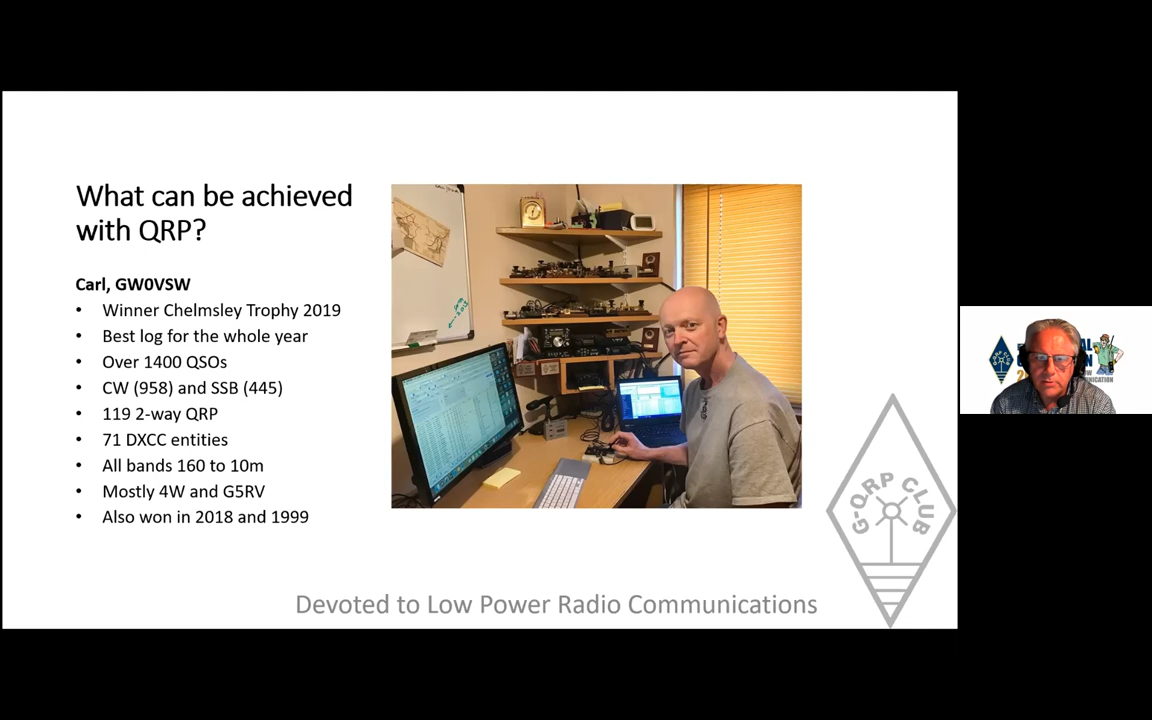 What can be achieved
with QRP?
Carl, GW0VSW
• Winner Chelmsley Trophy 2019
• Best log for the whole year
• Over 1400 QSOs
• CW (958) and SSB (445)
• 119 2-way QRP
• 71 DXCC entities
• All bands 160 to 10m
• Mostly 4W and G5RV
• Also won in 2018 and 1999
G-QRP CLUB
Devoted to Low Power Radio Communications